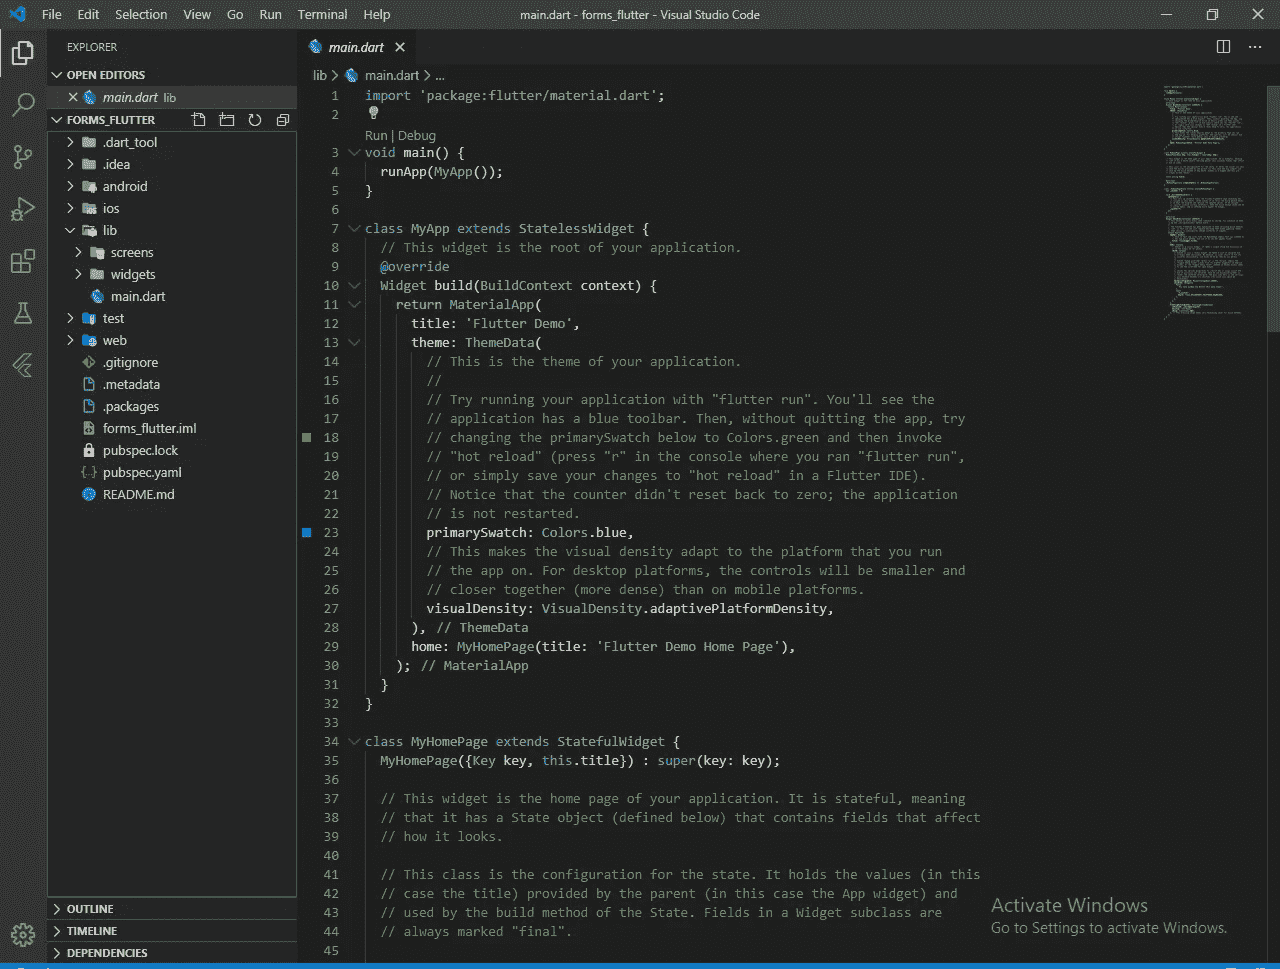 File Edit Selection View Go Run Terminal Help
main.dart - forms_flutter - Visual Studio Code
EXPLORER
OPEN EDITORS
main.dart lib
FORMS_FLUTTER
.dart_tool
.idea
android
ios
lib
screens
widgets
main.dart
test
web
.gitignore
.metadata
.packages
forms_flutter.iml
pubspec.lock
pubspec.yaml
README.md
OUTLINE
TIMELINE
DEPENDENCIES
main.dart
lib > main.dart > ...
1 import 'package:flutter/material.dart';
2
Run | Debug
3 void main() {
4 runApp(MyApp());
5 }
6
7 class MyApp extends StatelessWidget {
8 // This widget is the root of your application.
9 @override
10 Widget build(BuildContext context) {
11 return MaterialApp(
12 title: 'Flutter Demo',
13 theme: ThemeData(
14 // This is the theme of your application.
15 //
16 // Try running your application with "flutter run". You'll see the
17 // application has a blue toolbar. Then, without quitting the app, try
18 // changing the primarySwatch below to Colors.green and then invoke
19 // "hot reload" (press "r" in the console where you ran "flutter run",
20 // or simply save your changes to "hot reload" in a Flutter IDE).
21 // Notice that the counter didn't reset back to zero; the application
22 // is not restarted.
23 primarySwatch: Colors.blue,
24 // This makes the visual density adapt to the platform that you run
25 // the app on. For desktop platforms, the controls will be smaller and
26 // closer together (more dense) than on mobile platforms.
27 visualDensity: VisualDensity.adaptivePlatformDensity,
28 ), // ThemeData
29 home: MyHomePage(title: 'Flutter Demo Home Page'),
30 ); // MaterialApp
31 }
32 }
33
34 class MyHomePage extends StatefulWidget {
35 MyHomePage({Key key, this.title}) : super(key: key);
36
37 // This widget is the home page of your application. It is stateful, meaning
38 // that it has a State object (defined below) that contains fields that affect
39 // how it looks.
40
41 // This class is the configuration for the state. It holds the values (in this
42 // case the title) provided by the parent (in this case the App widget) and
43 // used by the build method of the State. Fields in a Widget subclass are
44 // always marked "final".
45
Activate Windows
Go to Settings to activate Windows.